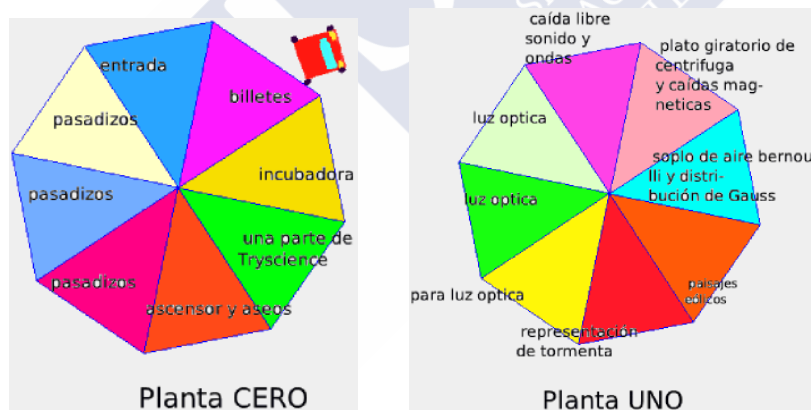 entrada
billetes
pasadizos
incubadora
pasadizos
una parte de
Tryscience
pasadizos
ascensor y aseos
Planta CERO
caída libre
sonido y
ondas
plato giratorio de
centrifuga
y caídas mag-
neticas
luz optica
soplo de aire bernou
lli y distri-
bución de Gauss
luz optica
para luz optica
paisajes
eólizos
representación
de tormenta
Planta UNO